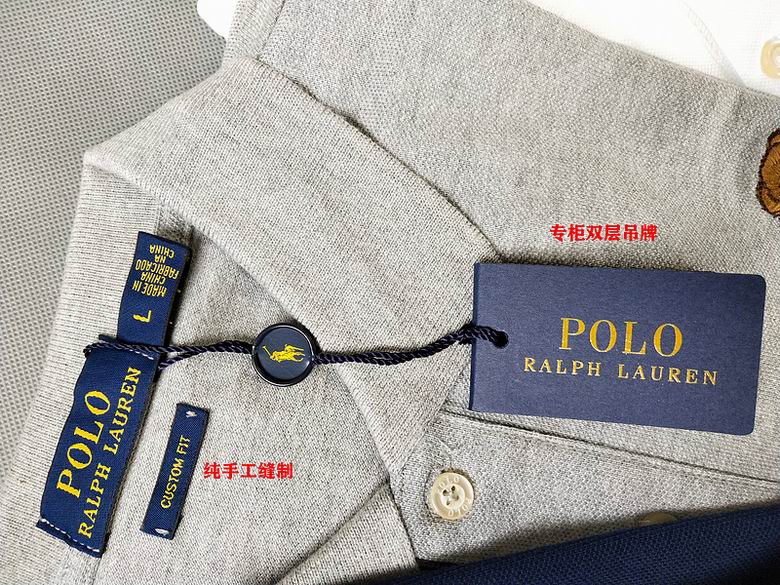 专柜双层吊牌
POLO
RALPH LAUREN
MADE IN
CHINA
FABRICADO
NA
CHINA
L
POLO
RALPH LAUREN
CUSTOM FIT
纯手工缝制
POLO